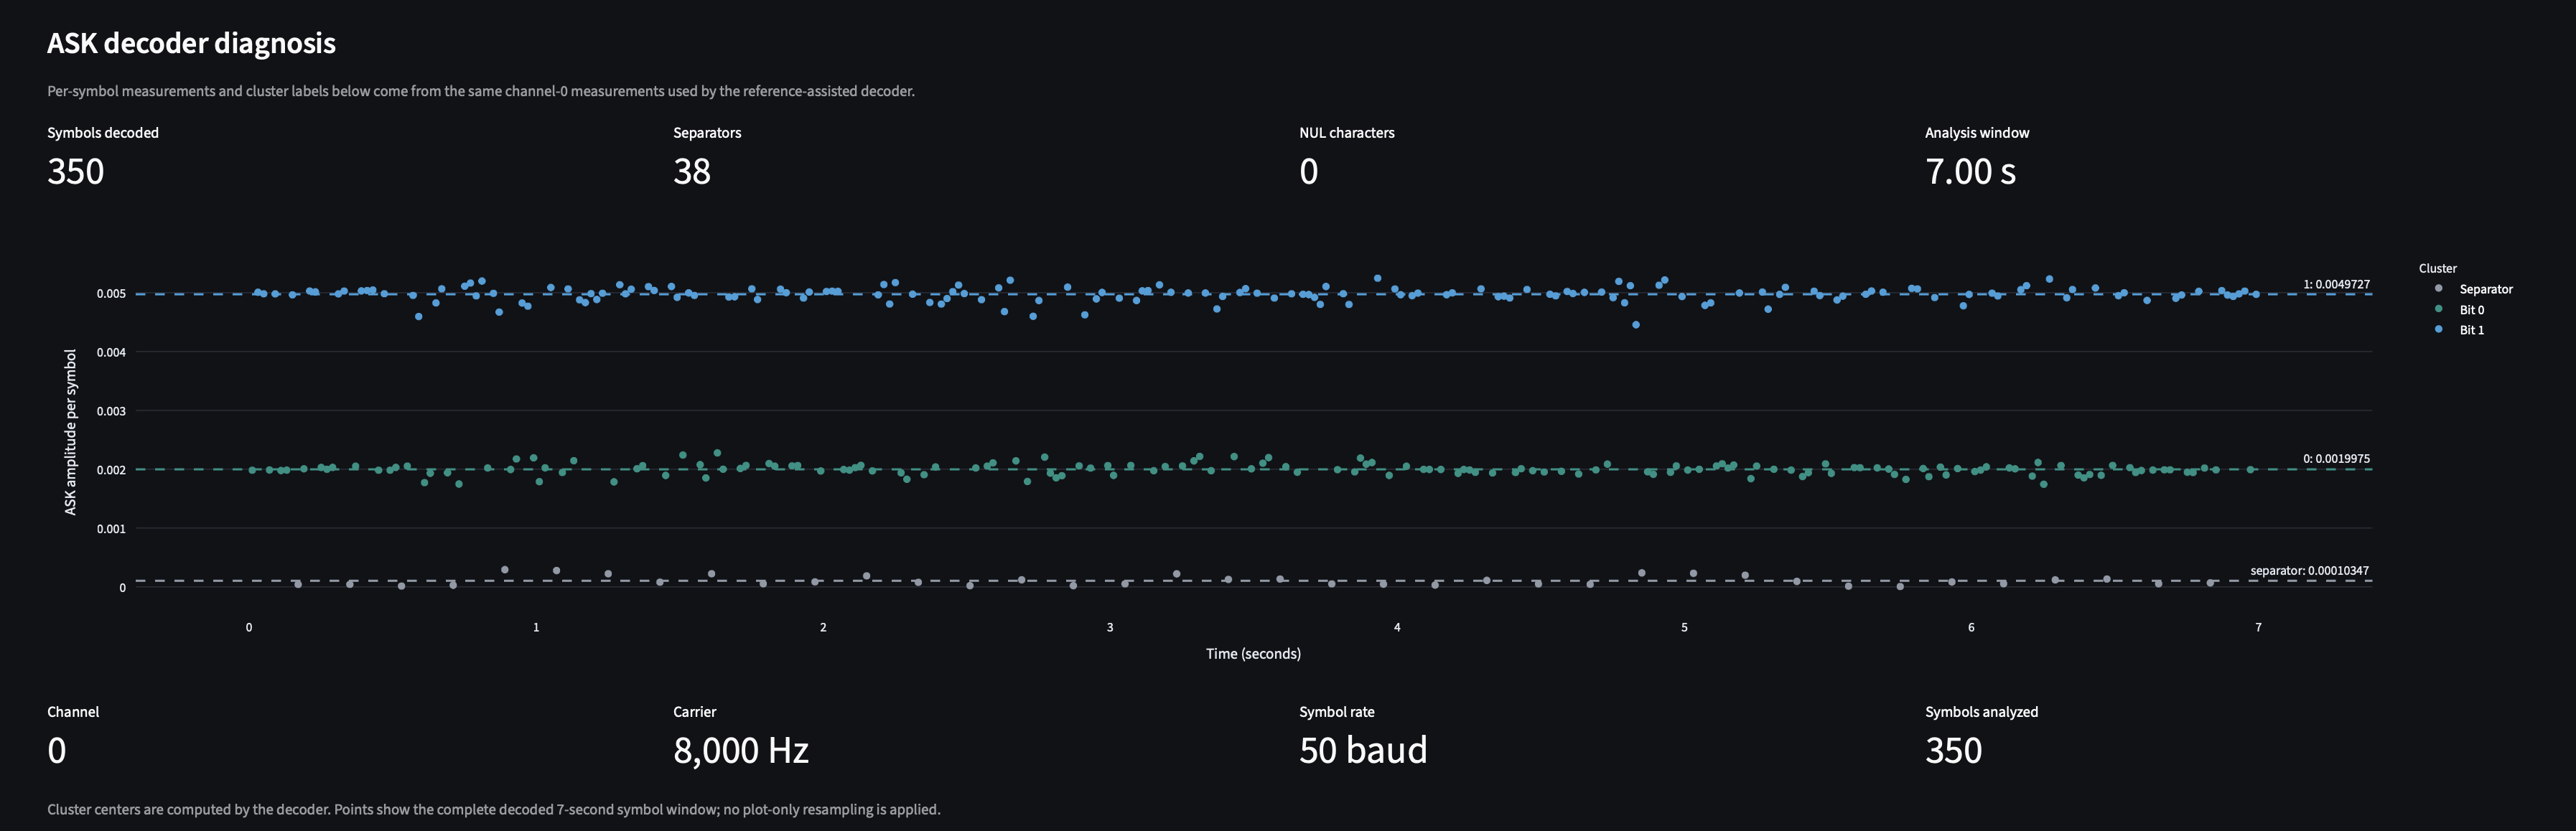 ASK decoder diagnosis
Per-symbol measurements and cluster labels below come from the same channel-0 measurements used by the reference-assisted decoder.
Symbols decoded
350
Separators
38
NUL characters
0
Analysis window
7.00 s
Cluster
Separator
Bit 0
Bit 1
ASK amplitude per symbol
0.005
0.004
0.003
0.002
0.001
0
1: 0.0049727
0: 0.0019975
separator: 0.00010347
0 1 2 3 4 5 6 7
Time (seconds)
Channel
0
Carrier
8,000 Hz
Symbol rate
50 baud
Symbols analyzed
350
Cluster centers are computed by the decoder. Points show the complete decoded 7-second symbol window; no plot-only resampling is applied.